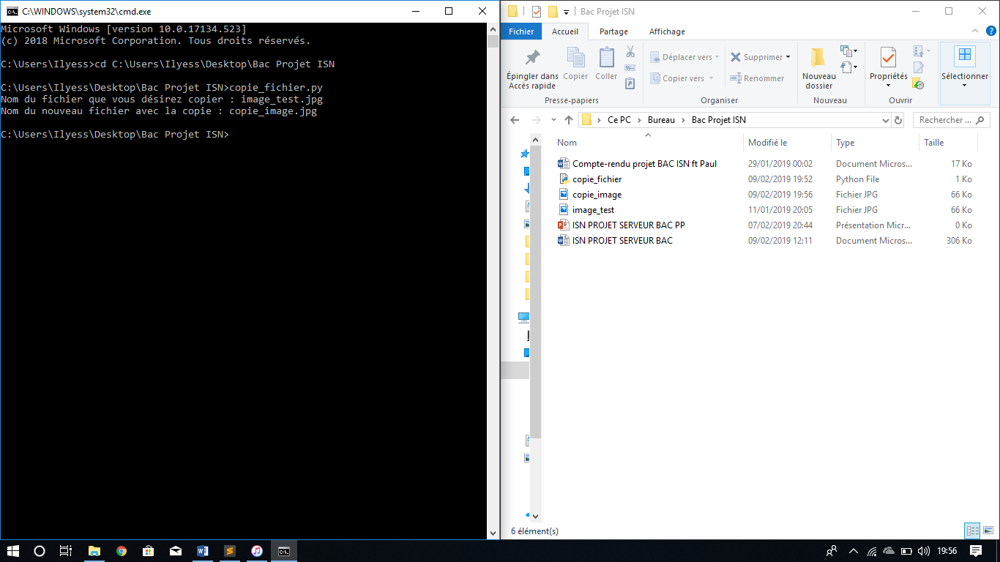 C:\WINDOWS\system32\cmd.exe
Microsoft Windows [version 10.0.17134.523]
(c) 2018 Microsoft Corporation. Tous droits réservés.
C:\Users\Ilyess>cd C:\Users\Ilyess\Desktop\Bac Projet ISN
C:\Users\Ilyess\Desktop\Bac Projet ISN>copie_fichier.py
Nom du fichier que vous désirez copier : image_test.jpg
Nom du nouveau fichier avec la copie : copie_image.jpg
C:\Users\Ilyess\Desktop\Bac Projet ISN>
Bac Projet ISN
Fichier Accueil Partage Affichage
Épingler dans Accès rapide
Copier
Coller
Presse-papiers
Déplacer vers
Copier vers
Supprimer
Renommer
Organiser
Nouveau dossier
Nouveau
Propriétés
Ouvrir
Sélectionner
Ce PC > Bureau > Bac Projet ISN
Rechercher ...
Nom Modifié le Type Taille
Compte-rendu projet BAC ISN ft Paul 29/01/2019 00:02 Document Micros... 17 Ko
copie_fichier 09/02/2019 19:52 Python File 1 Ko
copie_image 09/02/2019 19:56 Fichier JPG 66 Ko
image_test 11/01/2019 20:05 Fichier JPG 66 Ko
ISN PROJET SERVEUR BAC PP 07/02/2019 20:44 Présentation Micr... 0 Ko
ISN PROJET SERVEUR BAC 09/02/2019 12:11 Document Micros... 306 Ko
6 élément(s)
19:56